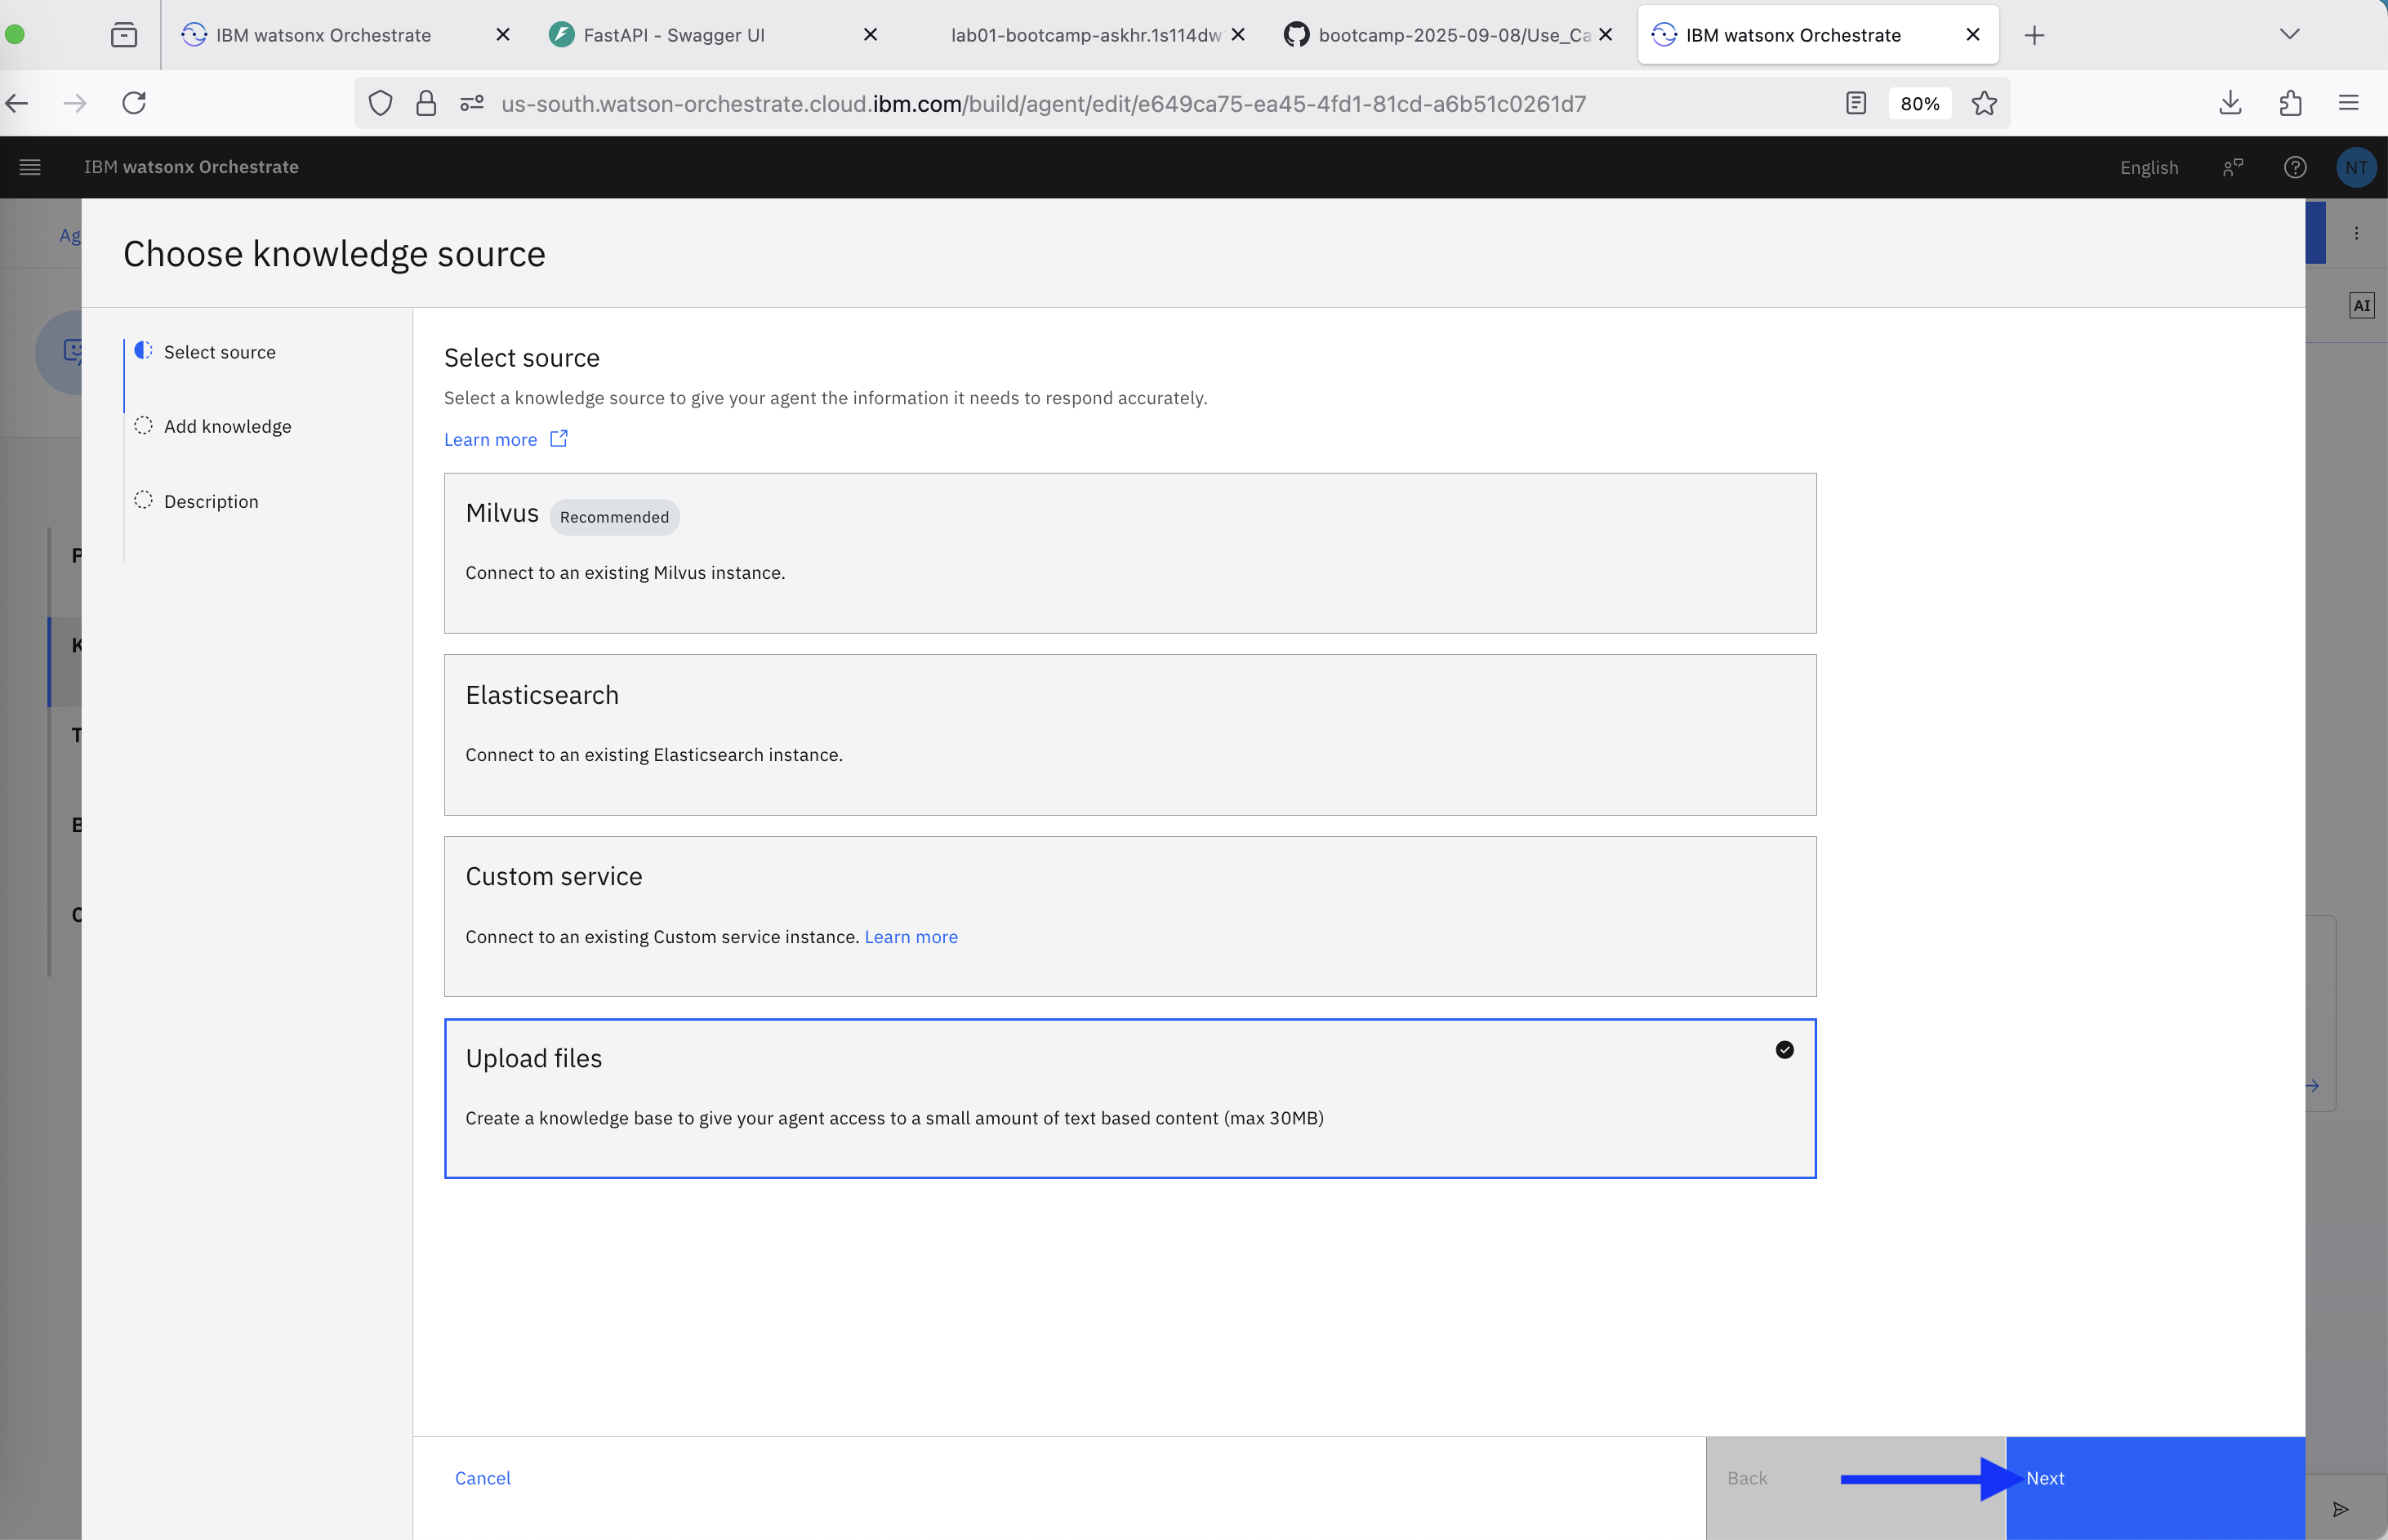 IBM watsonx Orchestrate
FastAPI - Swagger UI
lab01-bootcamp-askhr.1s114dw
bootcamp-2025-09-08/Use_Ca
IBM watsonx Orchestrate
us-south.watson-orchestrate.cloud.ibm.com/build/agent/edit/e649ca75-ea45-4fd1-81cd-a6b51c0261d7
80%
IBM watsonx Orchestrate
English
NT
Ag
Choose knowledge source
AI
Select source
Add knowledge
Description
P
K
T
B
Select source
Select a knowledge source to give your agent the information it needs to respond accurately.
Learn more
Milvus Recommended
Connect to an existing Milvus instance.
Elasticsearch
Connect to an existing Elasticsearch instance.
Custom service
Connect to an existing Custom service instance. Learn more
Upload files
Create a knowledge base to give your agent access to a small amount of text based content (max 30MB)
Cancel
Back
Next